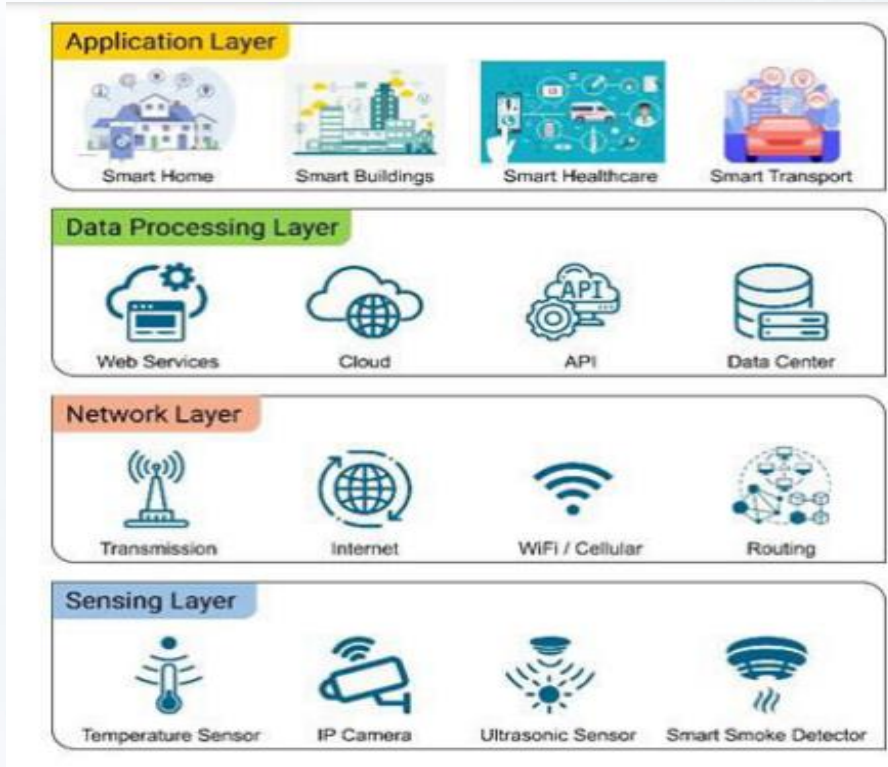 Application Layer
Smart Home Smart Buildings Smart Healthcare Smart Transport
Data Processing Layer
API
Web Services Cloud API Data Center
Network Layer
Transmission Internet WiFi / Cellular Routing
Sensing Layer
Temperature Sensor IP Camera Ultrasonic Sensor Smart Smoke Detector